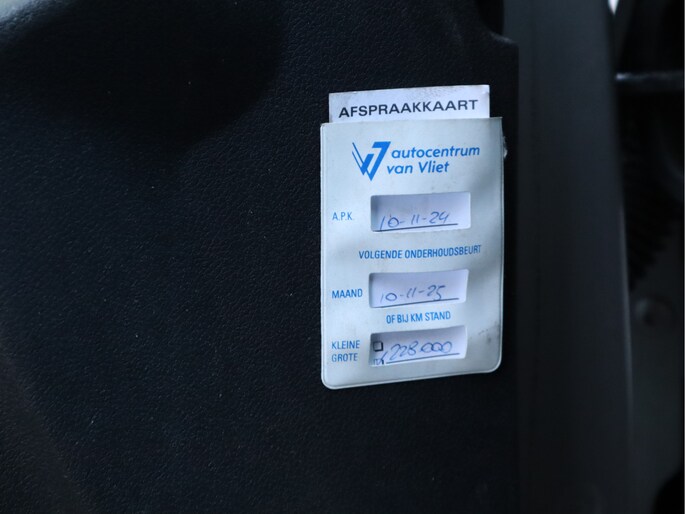 AFSPRAAKKAART
autocentrum
van Vliet
A.P.K. 10-11-24
VOLGENDE ONDERHOUDSBEURT
MAAND 10-11-25
OF BIJ KM STAND
KLEINE
GROTE 228.000